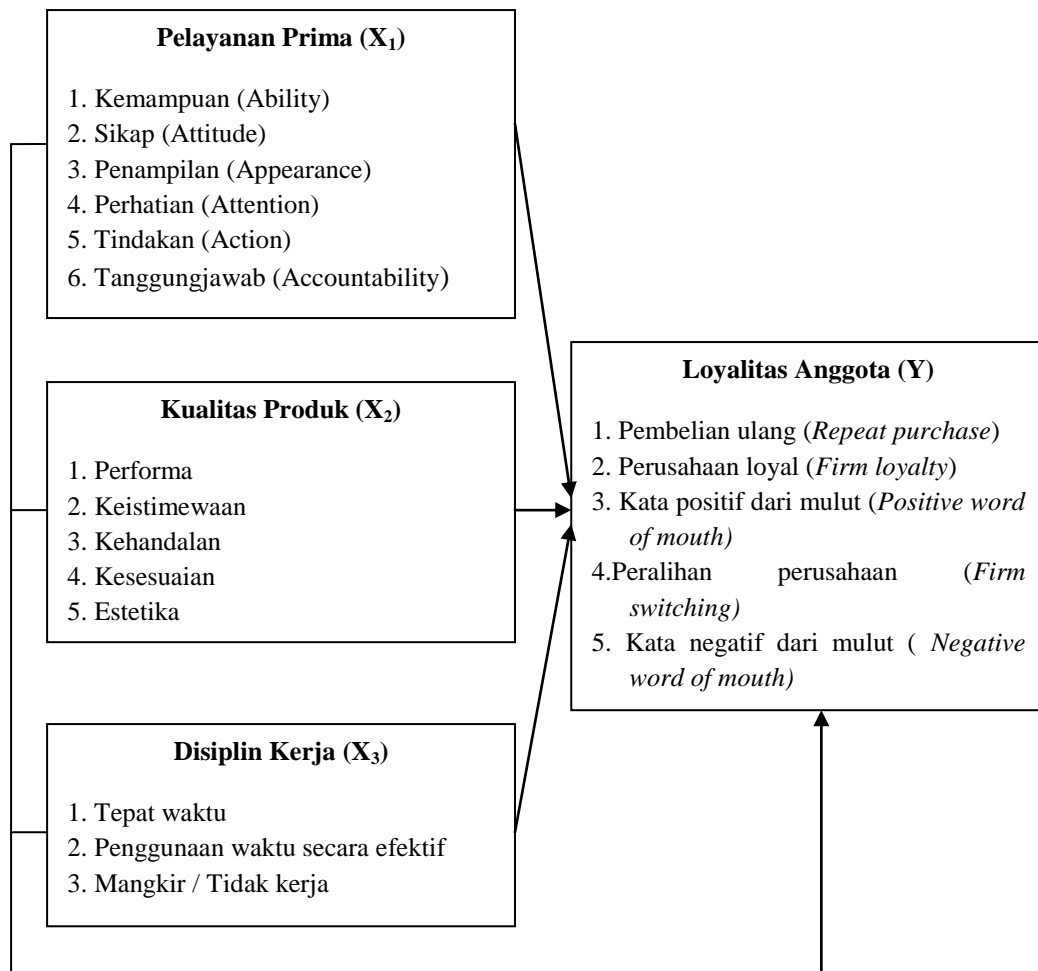 Pelayanan Prima (X₁)
1. Kemampuan (Ability)
2. Sikap (Attitude)
3. Penampilan (Appearance)
4. Perhatian (Attention)
5. Tindakan (Action)
6. Tanggungjawab (Accountability)
Kualitas Produk (X₂)
1. Performa
2. Keistimewaan
3. Kehandalan
4. Kesesuaian
5. Estetika
Disiplin Kerja (X₃)
1. Tepat waktu
2. Penggunaan waktu secara efektif
3. Mangkir / Tidak kerja
Loyalitas Anggota (Y)
1. Pembelian ulang (Repeat purchase)
2. Perusahaan loyal (Firm loyalty)
3. Kata positif dari mulut (Positive word
of mouth)
4.Peralihan perusahaan (Firm
switching)
5. Kata negatif dari mulut ( Negative
word of mouth)